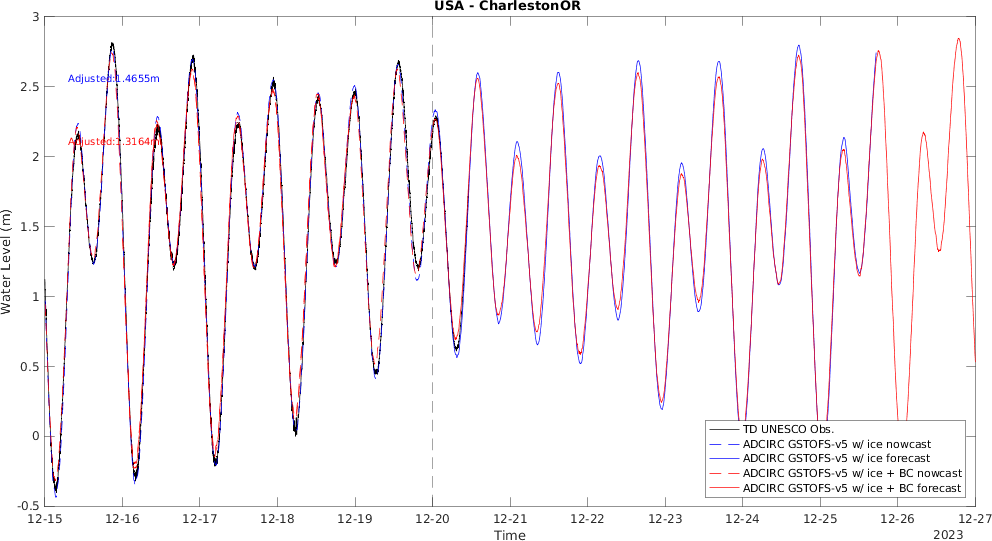 USA - CharlestonOR
3
2.5
2
1.5
1
0.5
0
-0.5
Water Level (m)
Adjusted:1.4655m
Adjusted:1.3164m
TD UNESCO Obs.
ADCIRC GSTOFS-v5 w/ ice nowcast
ADCIRC GSTOFS-v5 w/ ice forecast
ADCIRC GSTOFS-v5 w/ ice + BC nowcast
ADCIRC GSTOFS-v5 w/ ice + BC forecast
12-15 12-16 12-17 12-18 12-19 12-20 12-21 12-22 12-23 12-24 12-25 12-26 12-27
Time
2023